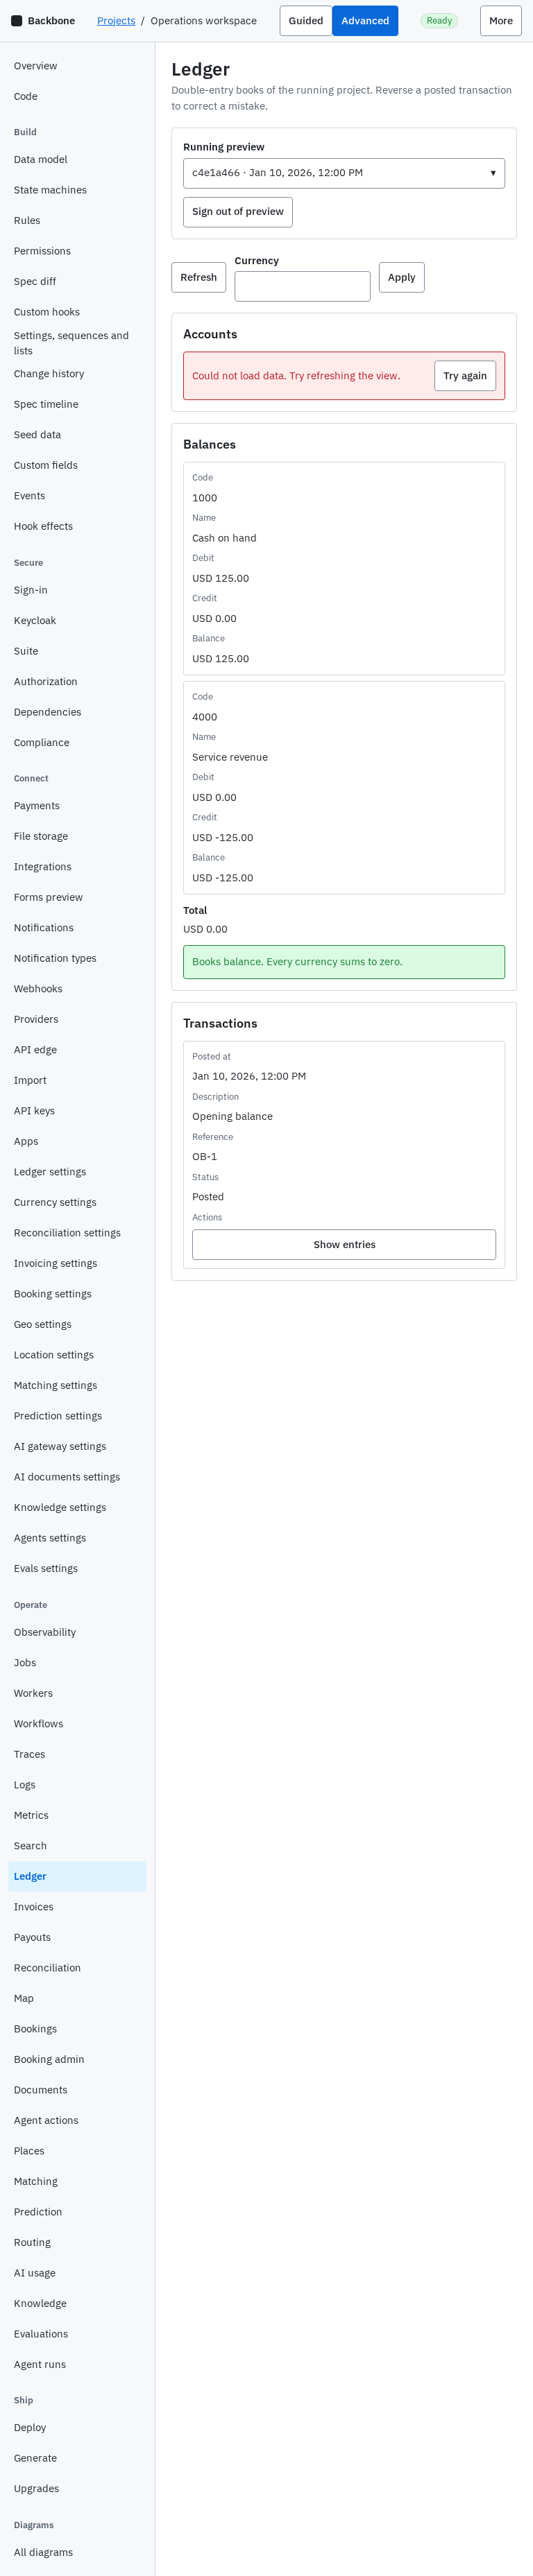 Backbone
Projects / Operations workspace
Guided
Advanced
Ready
More
Overview
Code
Build
Data model
State machines
Rules
Permissions
Spec diff
Custom hooks
Settings, sequences and
lists
Change history
Spec timeline
Seed data
Custom fields
Events
Hook effects
Secure
Sign-in
Keycloak
Suite
Authorization
Dependencies
Compliance
Connect
Payments
File storage
Integrations
Forms preview
Notifications
Notification types
Webhooks
Providers
API edge
Import
API keys
Apps
Ledger settings
Currency settings
Reconciliation settings
Invoicing settings
Booking settings
Geo settings
Location settings
Matching settings
Prediction settings
AI gateway settings
AI documents settings
Knowledge settings
Agents settings
Evals settings
Operate
Observability
Jobs
Workers
Workflows
Traces
Logs
Metrics
Search
Ledger
Invoices
Payouts
Reconciliation
Map
Bookings
Booking admin
Documents
Agent actions
Places
Matching
Prediction
Routing
AI usage
Knowledge
Evaluations
Agent runs
Ship
Deploy
Generate
Upgrades
Diagrams
All diagrams
Ledger
Double-entry books of the running project. Reverse a posted transaction
to correct a mistake.
Running preview
c4e1a466 · Jan 10, 2026, 12:00 PM ▾
Sign out of preview
Refresh
Currency
Apply
Accounts
Could not load data. Try refreshing the view.
Try again
Balances
Code
1000
Name
Cash on hand
Debit
USD 125.00
Credit
USD 0.00
Balance
USD 125.00
Code
4000
Name
Service revenue
Debit
USD 0.00
Credit
USD -125.00
Balance
USD -125.00
Total
USD 0.00
Books balance. Every currency sums to zero.
Transactions
Posted at
Jan 10, 2026, 12:00 PM
Description
Opening balance
Reference
OB-1
Status
Posted
Actions
Show entries